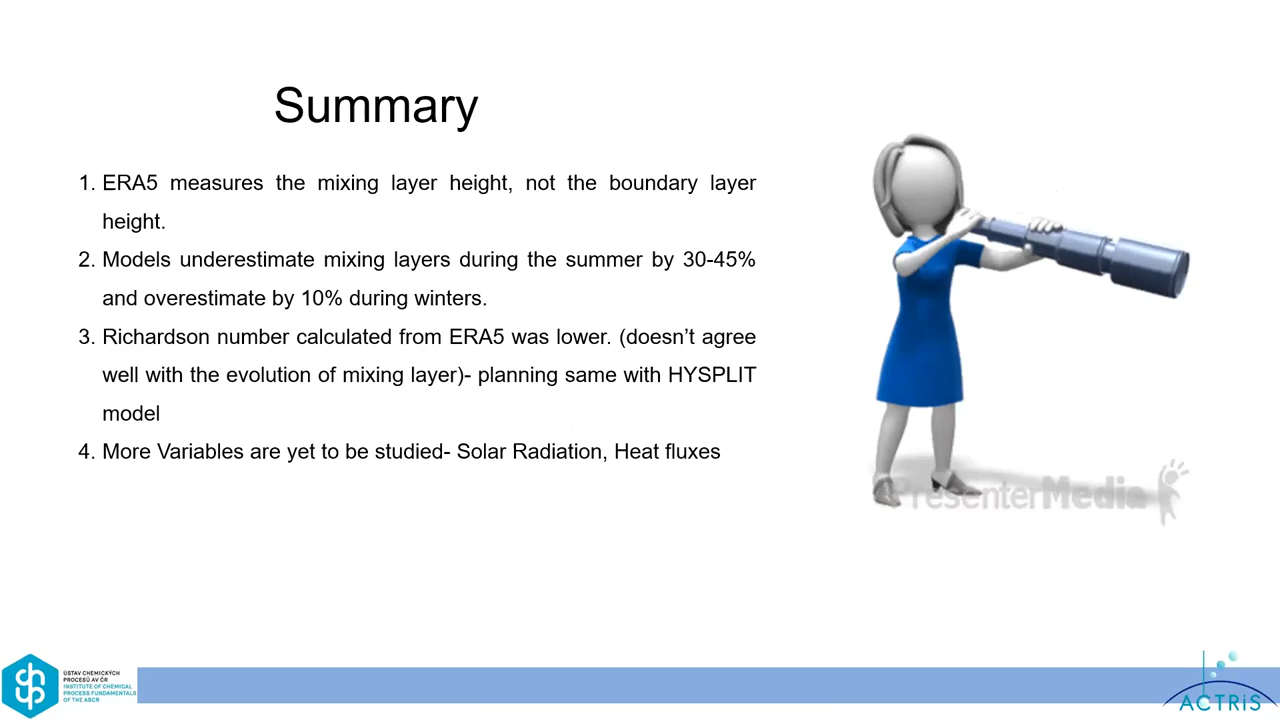 Summary
1. ERA5 measures the mixing layer height, not the boundary layer
height.
2. Models underestimate mixing layers during the summer by 30-45%
and overestimate by 10% during winters.
3. Richardson number calculated from ERA5 was lower. (doesn’t agree
well with the evolution of mixing layer)- planning same with HYSPLIT
model
4. More Variables are yet to be studied- Solar Radiation, Heat fluxes
PresenterMedia
ÚSTAV CHEMICKÝCH
PROCESŮ AV ČR
INSTITUTE OF CHEMICAL
PROCESS FUNDAMENTALS
OF THE ASCR
ACTRiS